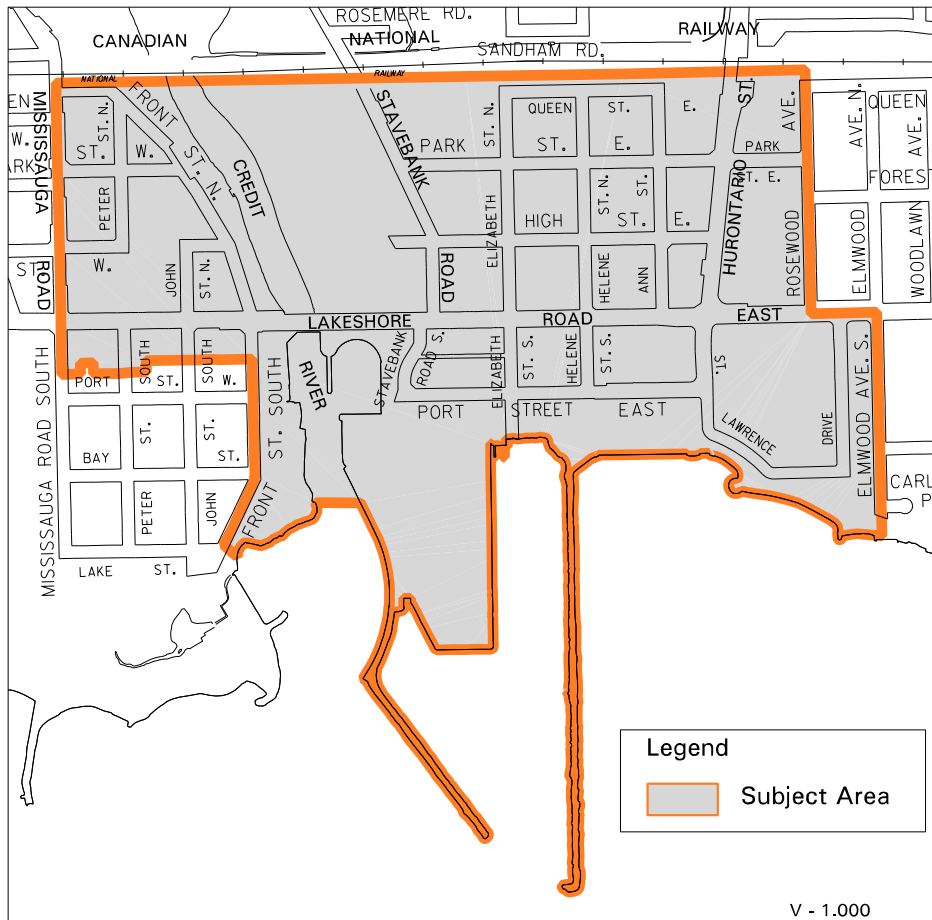 ROSEMERE RD.
CANADIAN NATIONAL RAILWAY
SANDHAM RD.
NATIONAL RAILWAY
MISSISSAUGA ROAD
FRONT ST. N.
CREDIT RIVER
STAVEBANK ROAD
QUEEN ST. E.
QUEEN
W.
ST. N.
ST. W.
PARK ST. E.
PARK ST. E.
FOREST AVE.
PETER
HIGH ST. E.
W.
ST.
JOHN ST. N.
ELIZABETH ST. N.
HELENE ST. N.
ANN ST.
HURONTARIO ST.
ROSEWOOD AVE.
ELMWOOD AVE. N.
WOODLAWN
LAKESHORE ROAD EAST
STAVEBANK ROAD S.
ELIZABETH ST. S.
HELENE ST. S.
ST.
PORT ST. W.
SOUTH
SOUTH
PORT STREET EAST
LAWRENCE DRIVE
ELMWOOD AVE. S.
MISSISSAUGA ROAD SOUTH
BAY ST.
PETER ST.
JOHN ST.
FRONT ST. SOUTH
LAKE ST.
CARL
P
Legend
Subject Area
V - 1.000